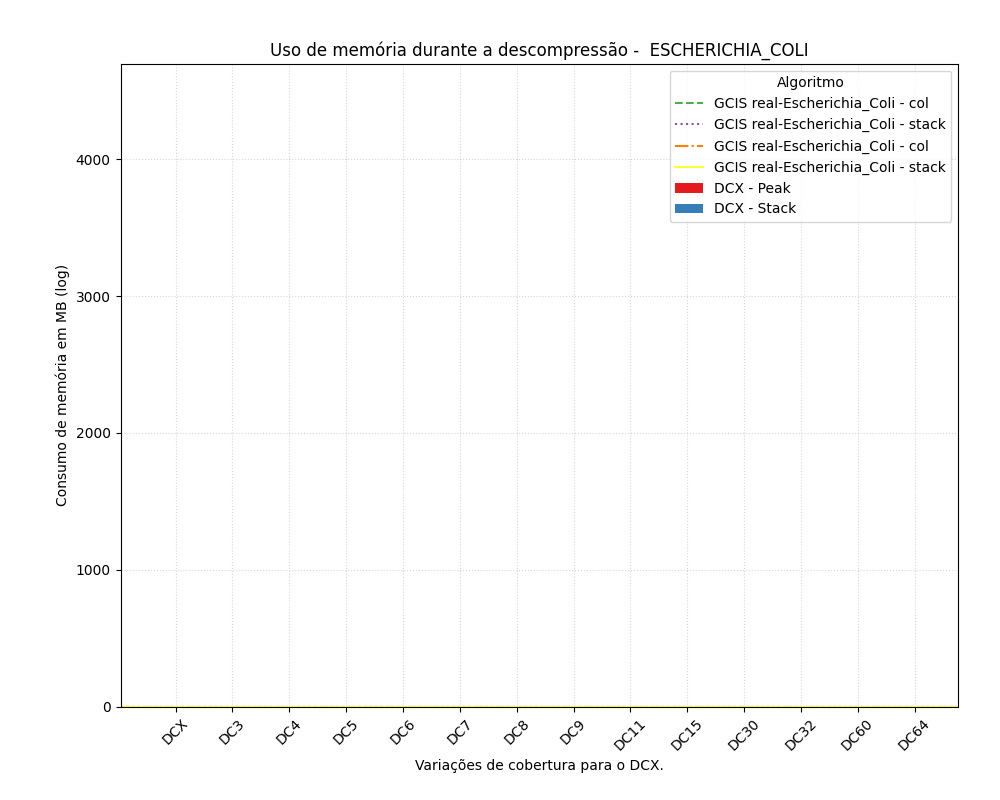 Uso de memória durante a descompressão -  ESCHERICHIA_COLI
Algoritmo
GCIS real-Escherichia_Coli - col
GCIS real-Escherichia_Coli - stack
GCIS real-Escherichia_Coli - col
GCIS real-Escherichia_Coli - stack
DCX - Peak
DCX - Stack
Consumo de memória em MB (log)
4000
3000
2000
1000
0
DCX
DC3
DC4
DC5
DC6
DC7
DC8
DC9
DC11
DC15
DC30
DC32
DC60
DC64
Variações de cobertura para o DCX.